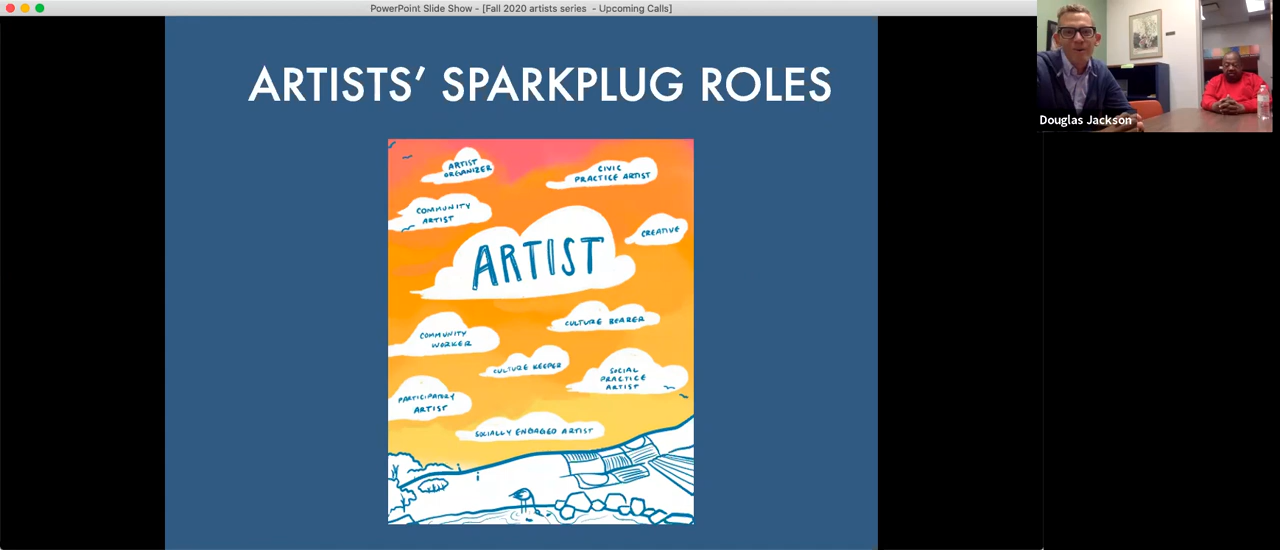 PowerPoint Slide Show - [Fall 2020 artists series - Upcoming Calls]
ARTISTS' SPARKPLUG ROLES
ARTIST
ORGANIZER
CIVIC
PRACTICE ARTIST
COMMUNITY
ARTIST
CREATIVE
ARTIST
CULTURE BEARER
COMMUNITY
WORKER
CULTURE KEEPER
SOCIAL
PRACTICE
ARTIST
PARTICIPATORY
ARTIST
SOCIALLY ENGAGED ARTIST
Douglas Jackson